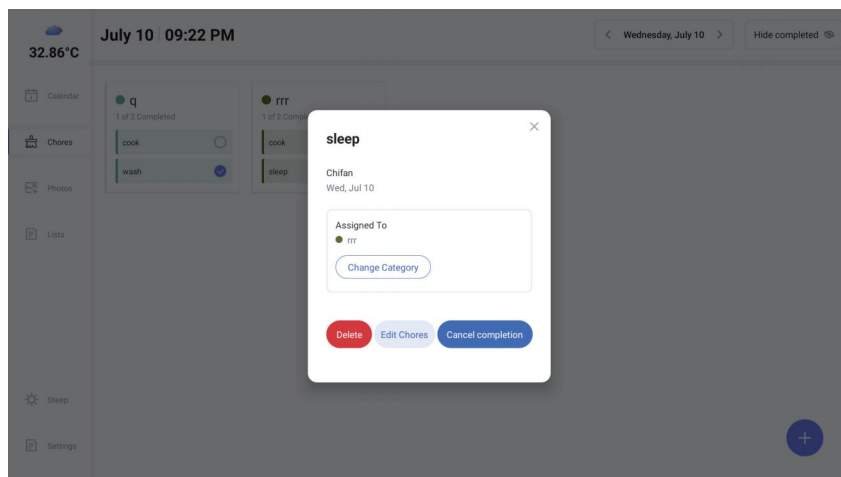 32.86°C
July 10 09:22 PM
Wednesday, July 10
Hide completed
Calendar
Chores
Photos
Lists
Sleep
Settings
q
1 of 2 Completed
cook
wash
rrr
cook
sleep
sleep
Chifan
Wed, Jul 10
Assigned To
rrr
Change Category
Delete
Edit Chores
Cancel completion